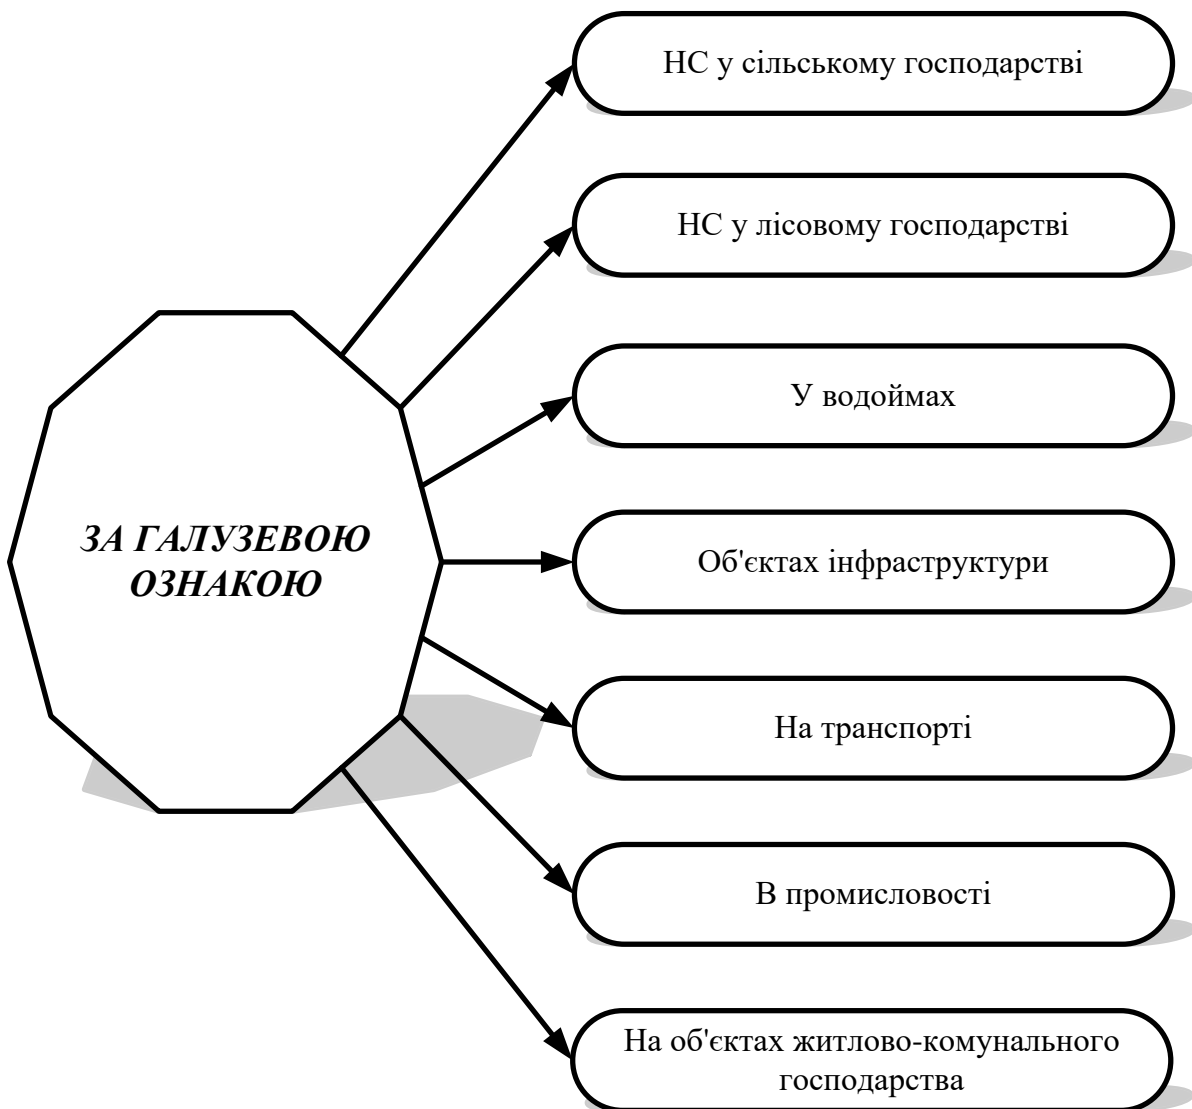 НС у сільському господарстві
НС у лісовому господарстві
У водоймах
ЗА ГАЛУЗЕВОЮ
ОЗНАКОЮ
Об'єктах інфраструктури
На транспорті
В промисловості
На об'єктах житлово-комунального
господарства